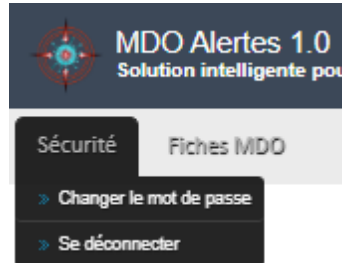 MDO Alertes 1.0
Solution intelligente pou
Sécurité Fiches MDO
» Changer le mot de passe
» Se déconnecter